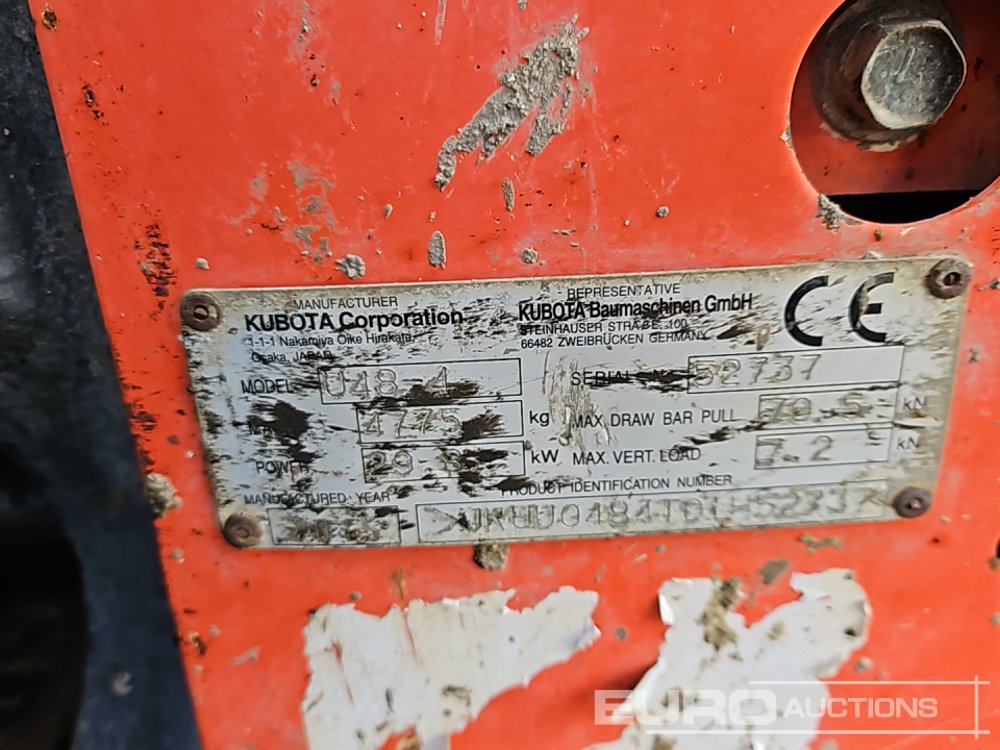 MANUFACTURER
KUBOTA Corporation
1-1-1 Nakamiya Oike Hirakata
Osaka, JAPAN
REPRESENTATIVE
KUBOTA Baumaschinen GmbH
STEINHAUSER STRAßE 100
66482 ZWEIBRÜCKEN GERMANY
CE
MODEL U48-4
SERIAL 52737
4775 kg
MAX. DRAW BAR PULL 70.5 kN
POWER kW
MAX. VERT. LOAD 7.2 kN
MANUFACTURED YEAR
PRODUCT IDENTIFICATION NUMBER
EURO AUCTIONS